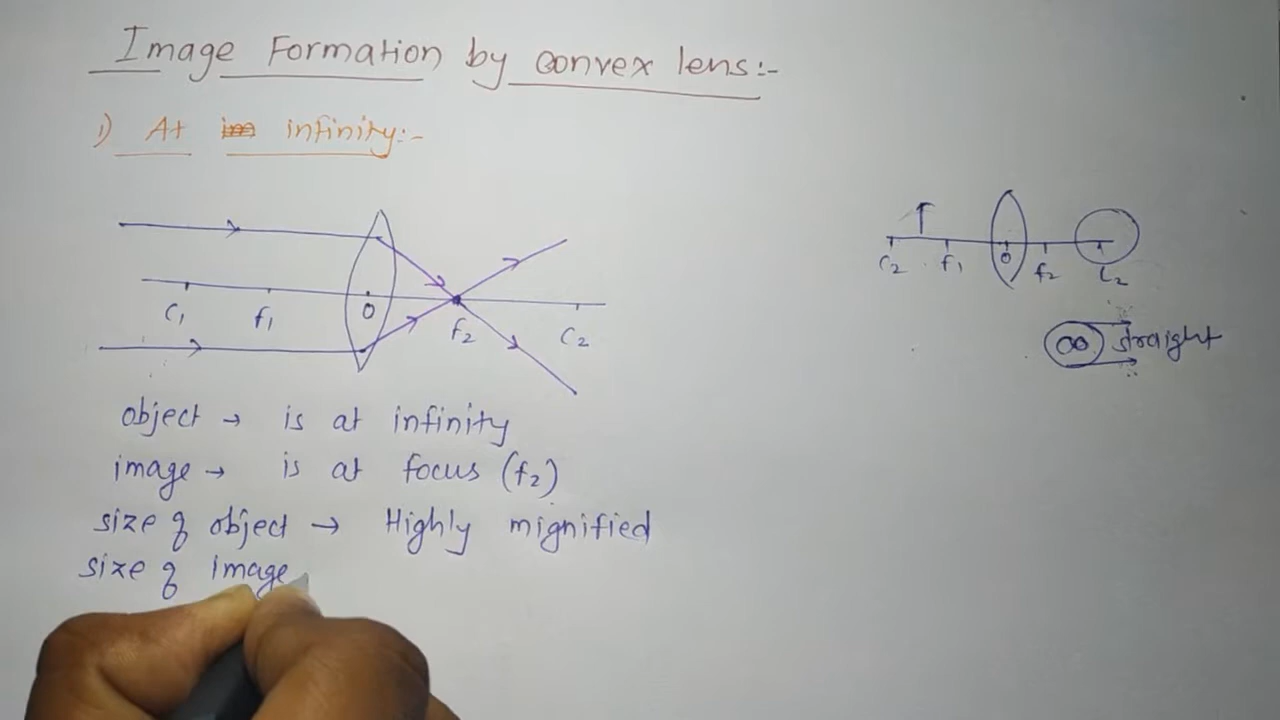 Image Formation by convex lens:-
1) At im infinity:-
C1 f1 O f2 C2
object → is at infinity
image → is at focus (f2)
size of object → Highly mignified
size of image
C2 f1 O f2 C2
∞ straight